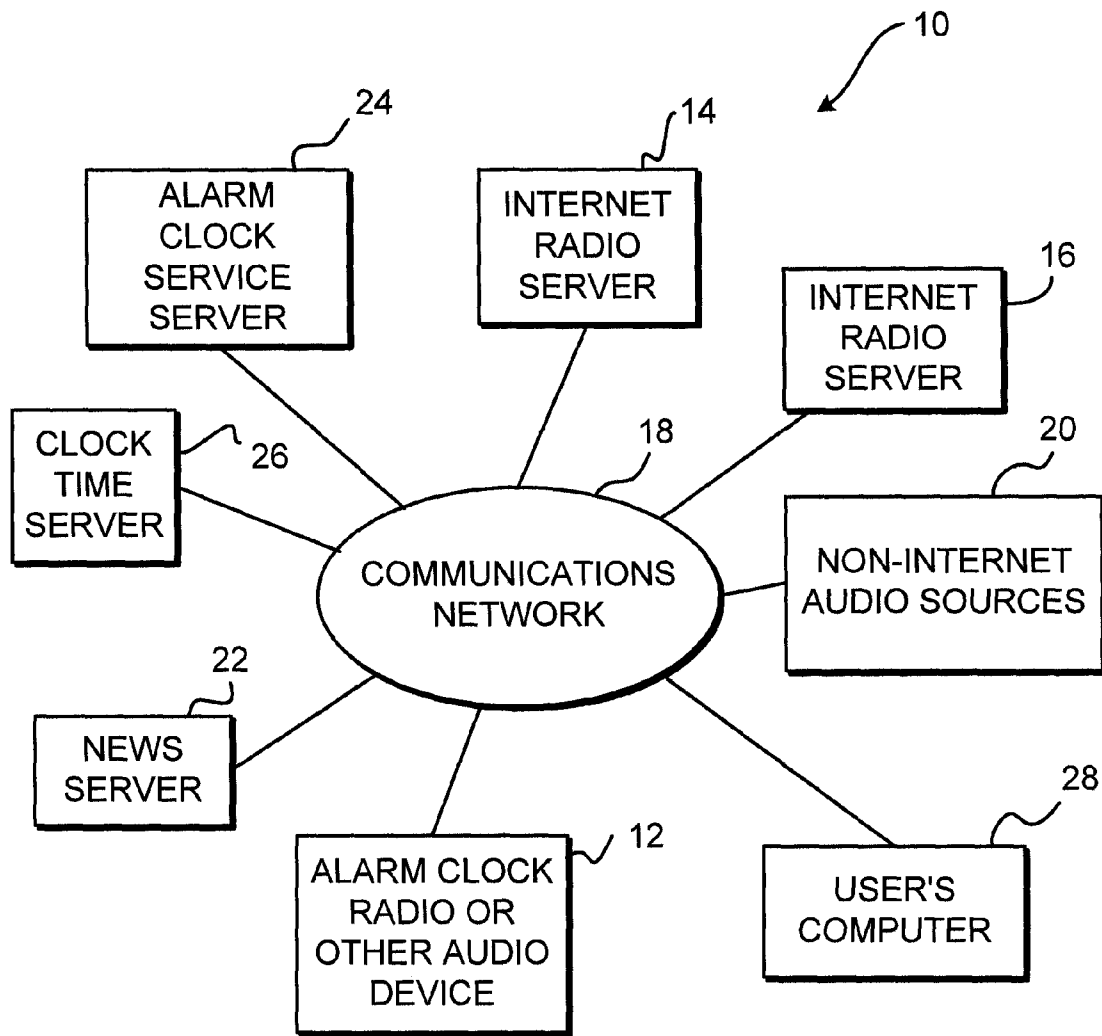 10
24
14
ALARM
CLOCK
SERVICE
SERVER
INTERNET
RADIO
SERVER
16
INTERNET
RADIO
SERVER
CLOCK
TIME
SERVER
26
18
20
COMMUNICATIONS
NETWORK
NON-INTERNET
AUDIO SOURCES
22
NEWS
SERVER
12
ALARM CLOCK
RADIO OR
OTHER AUDIO
DEVICE
28
USER'S
COMPUTER